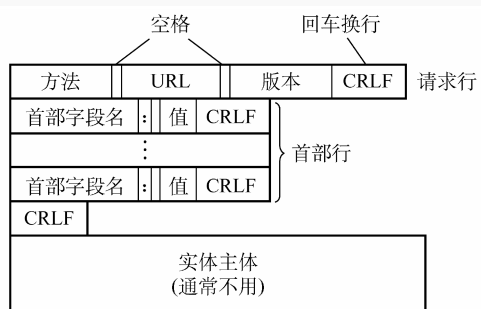 空格 回车换行
方法 URL 版本 CRLF 请求行
首部字段名 : 值 CRLF
⋮ 首部行
首部字段名 : 值 CRLF
CRLF
实体主体
(通常不用)